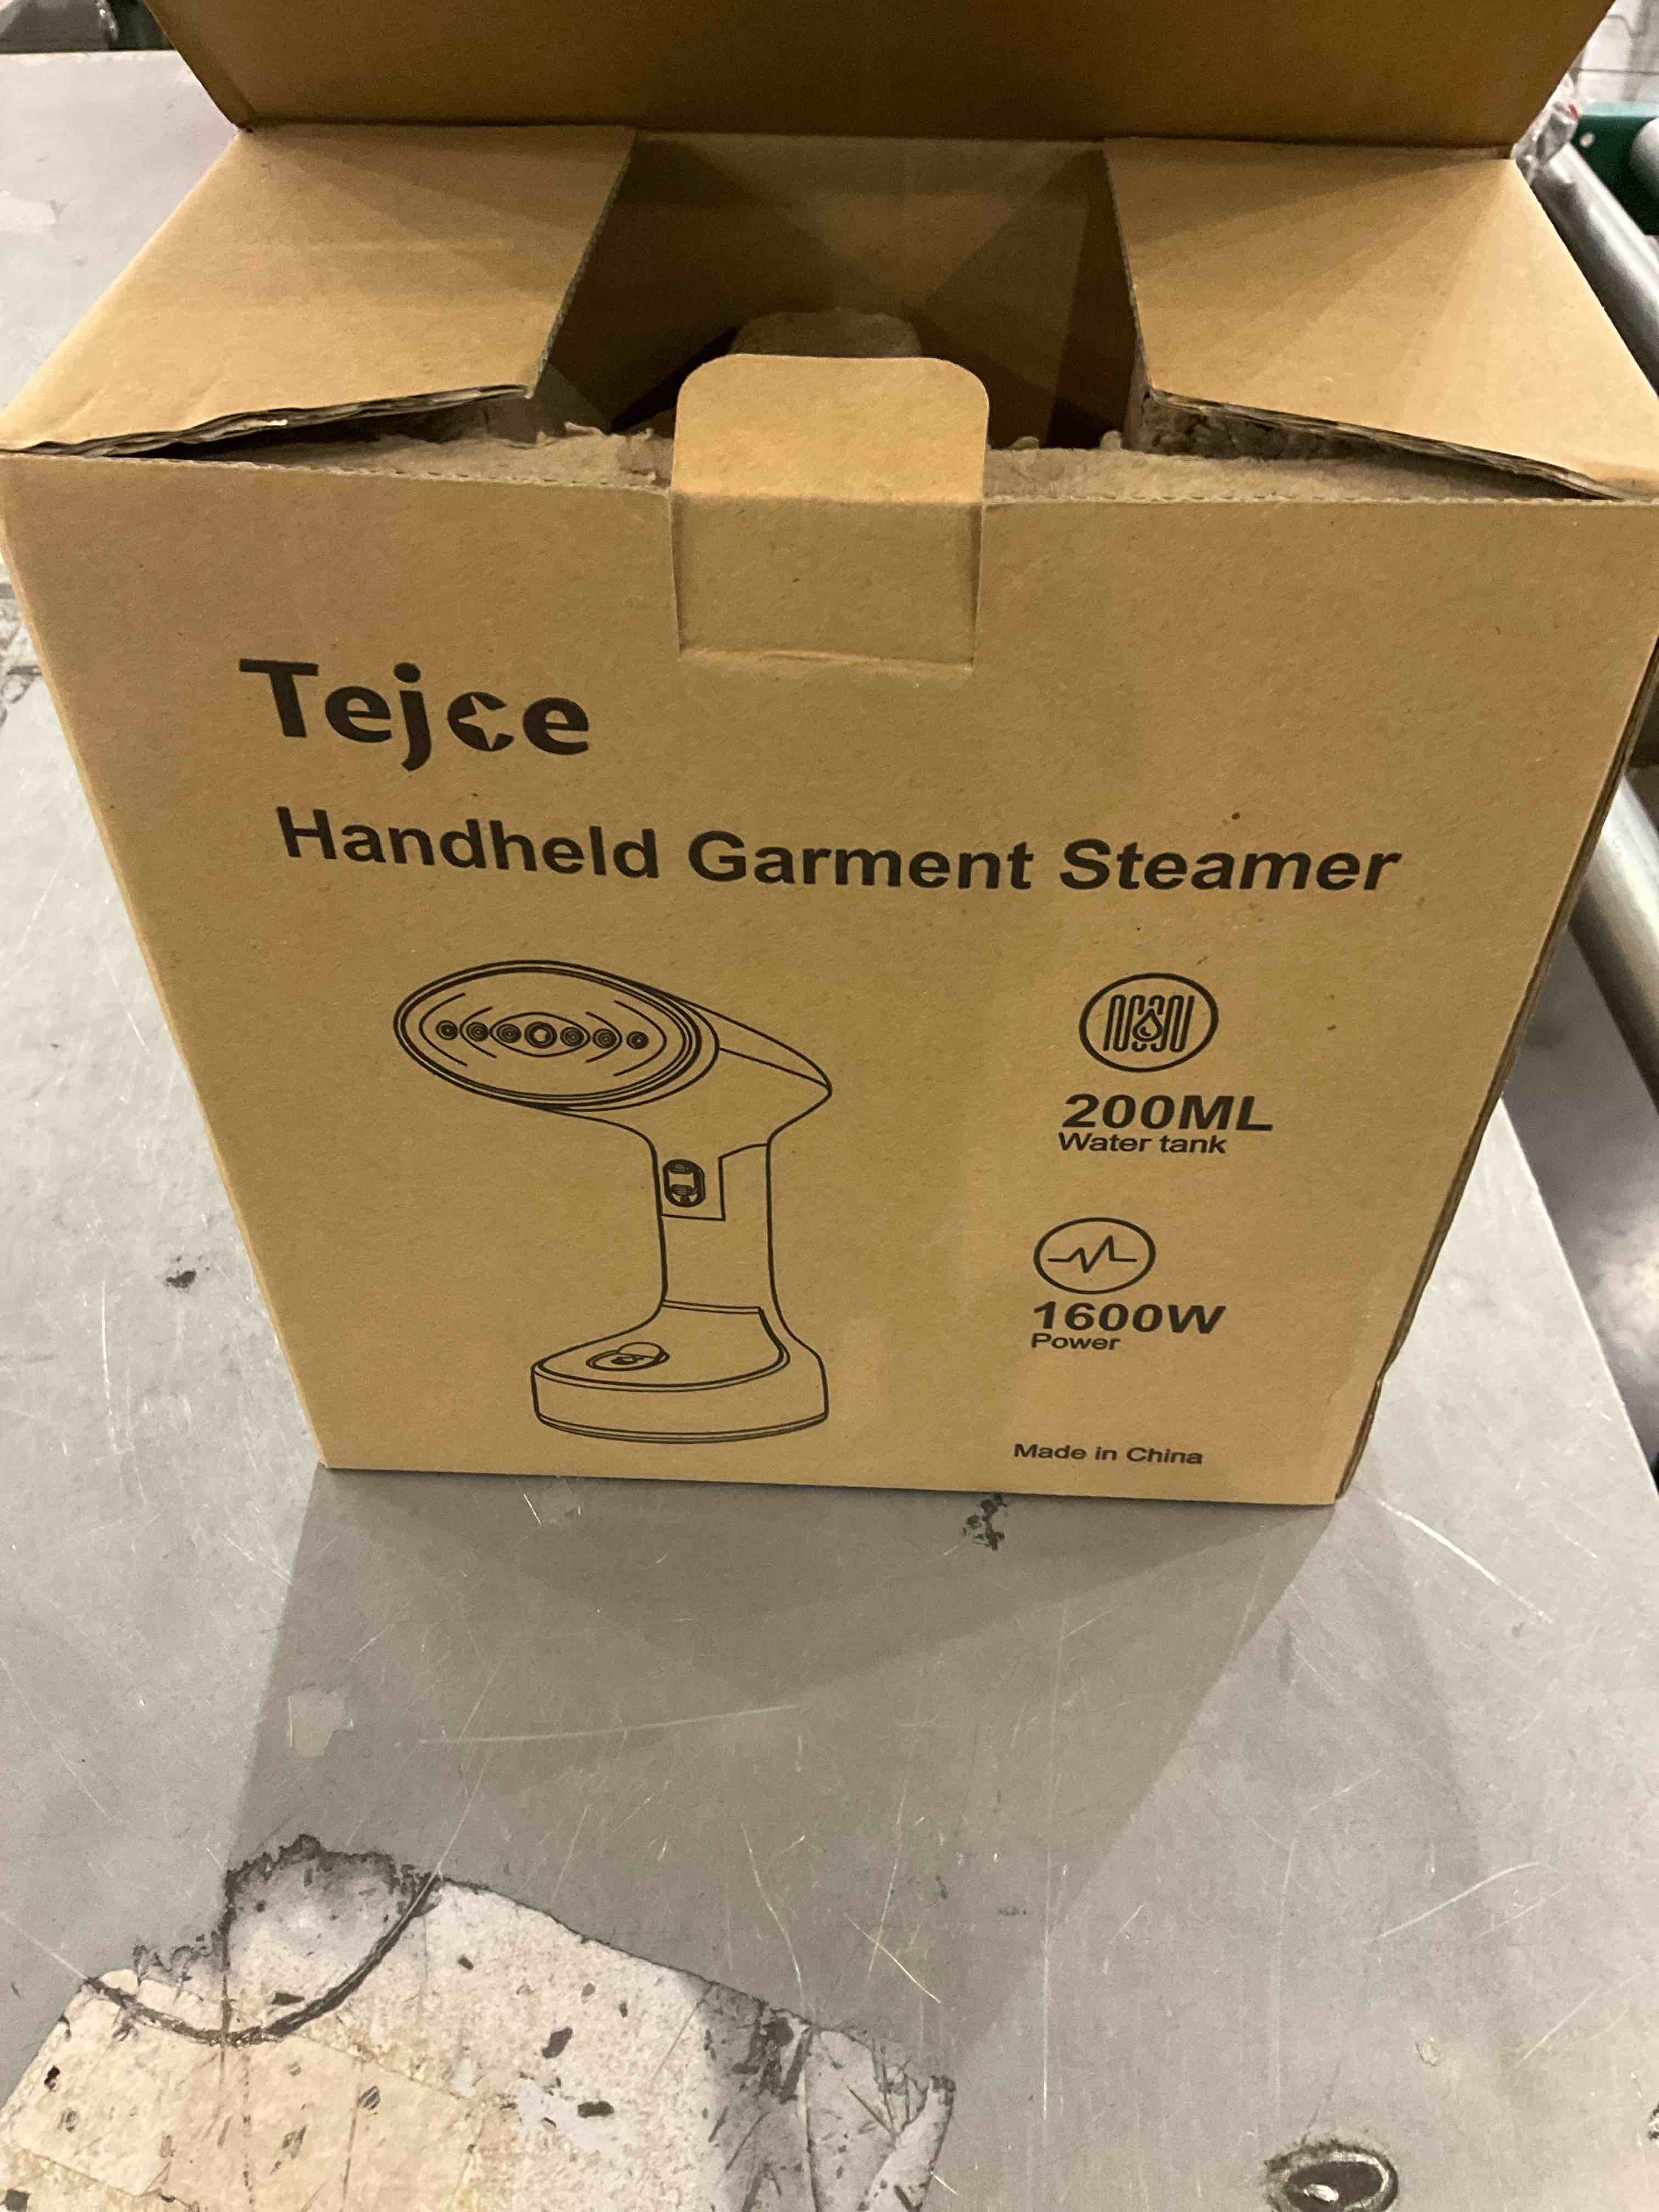 Tejce
Handheld Garment Steamer
200ML
Water tank
1600W
Power
Made in China